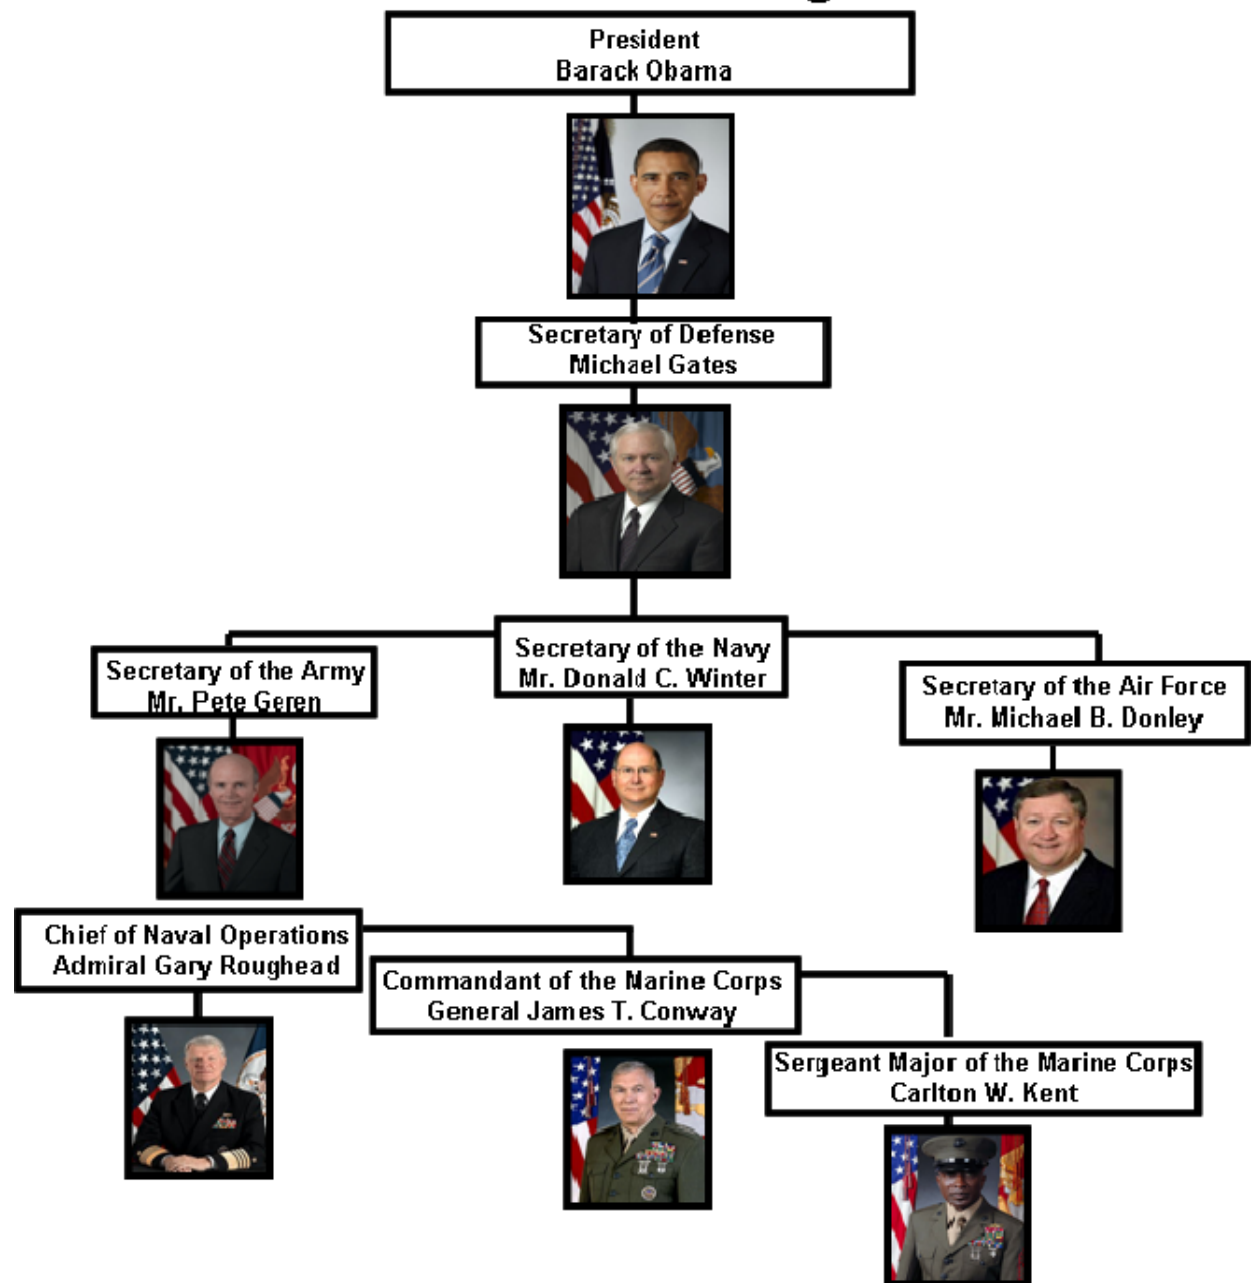 President
Barack Obama
Secretary of Defense
Michael Gates
Secretary of the Navy
Mr. Donald C. Winter
Secretary of the Army
Mr. Pete Geren
Secretary of the Air Force
Mr. Michael B. Donley
Chief of Naval Operations
Admiral Gary Roughead
Commandant of the Marine Corps
General James T. Conway
Sergeant Major of the Marine Corps
Carlton W. Kent